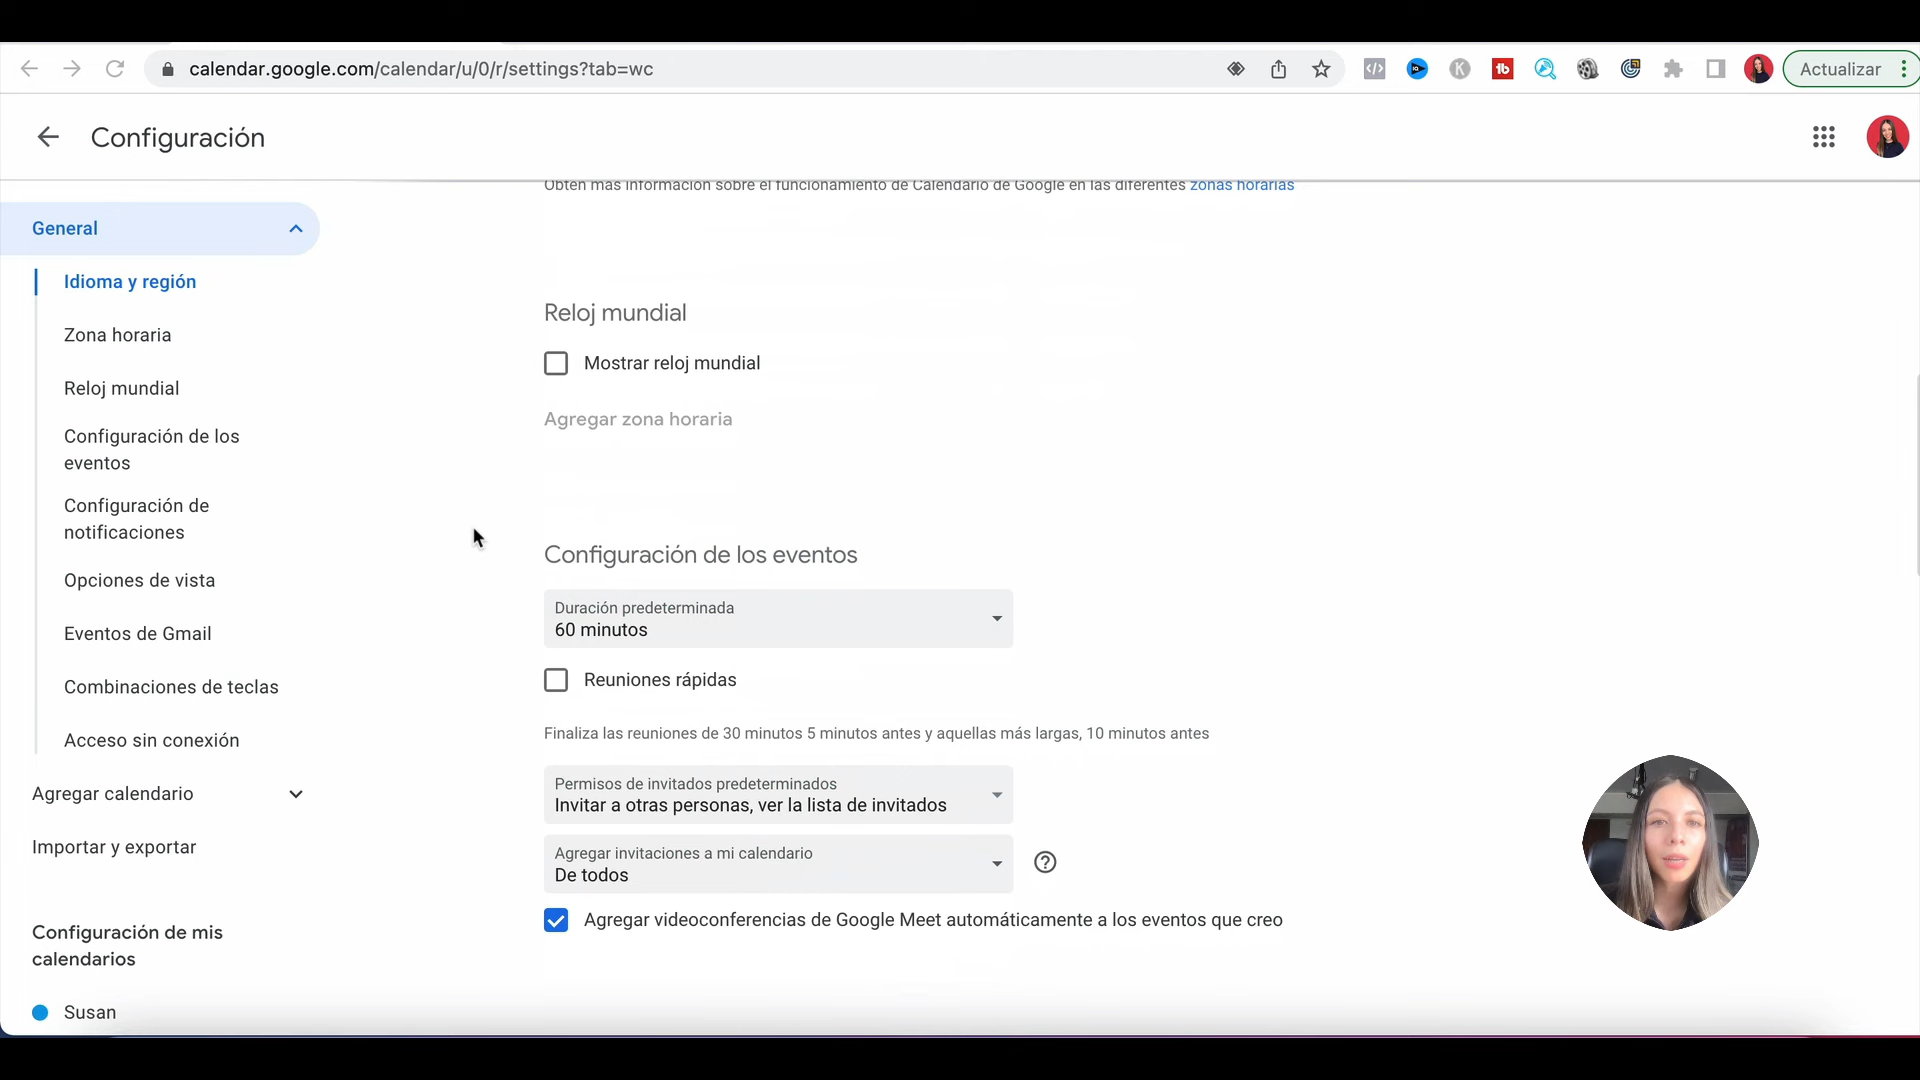 calendar.google.com/calendar/u/0/r/settings?tab=wc
Actualizar
Configuración
Obtén más información sobre el funcionamiento de Calendario de Google en las diferentes zonas horarias
General
Idioma y región
Zona horaria
Reloj mundial
Configuración de los
eventos
Configuración de
notificaciones
Opciones de vista
Eventos de Gmail
Combinaciones de teclas
Acceso sin conexión
Agregar calendario
Importar y exportar
Configuración de mis
calendarios
Susan
Reloj mundial
Mostrar reloj mundial
Agregar zona horaria
Configuración de los eventos
Duración predeterminada
60 minutos
Reuniones rápidas
Finaliza las reuniones de 30 minutos 5 minutos antes y aquellas más largas, 10 minutos antes
Permisos de invitados predeterminados
Invitar a otras personas, ver la lista de invitados
Agregar invitaciones a mi calendario
De todos
Agregar videoconferencias de Google Meet automáticamente a los eventos que creo